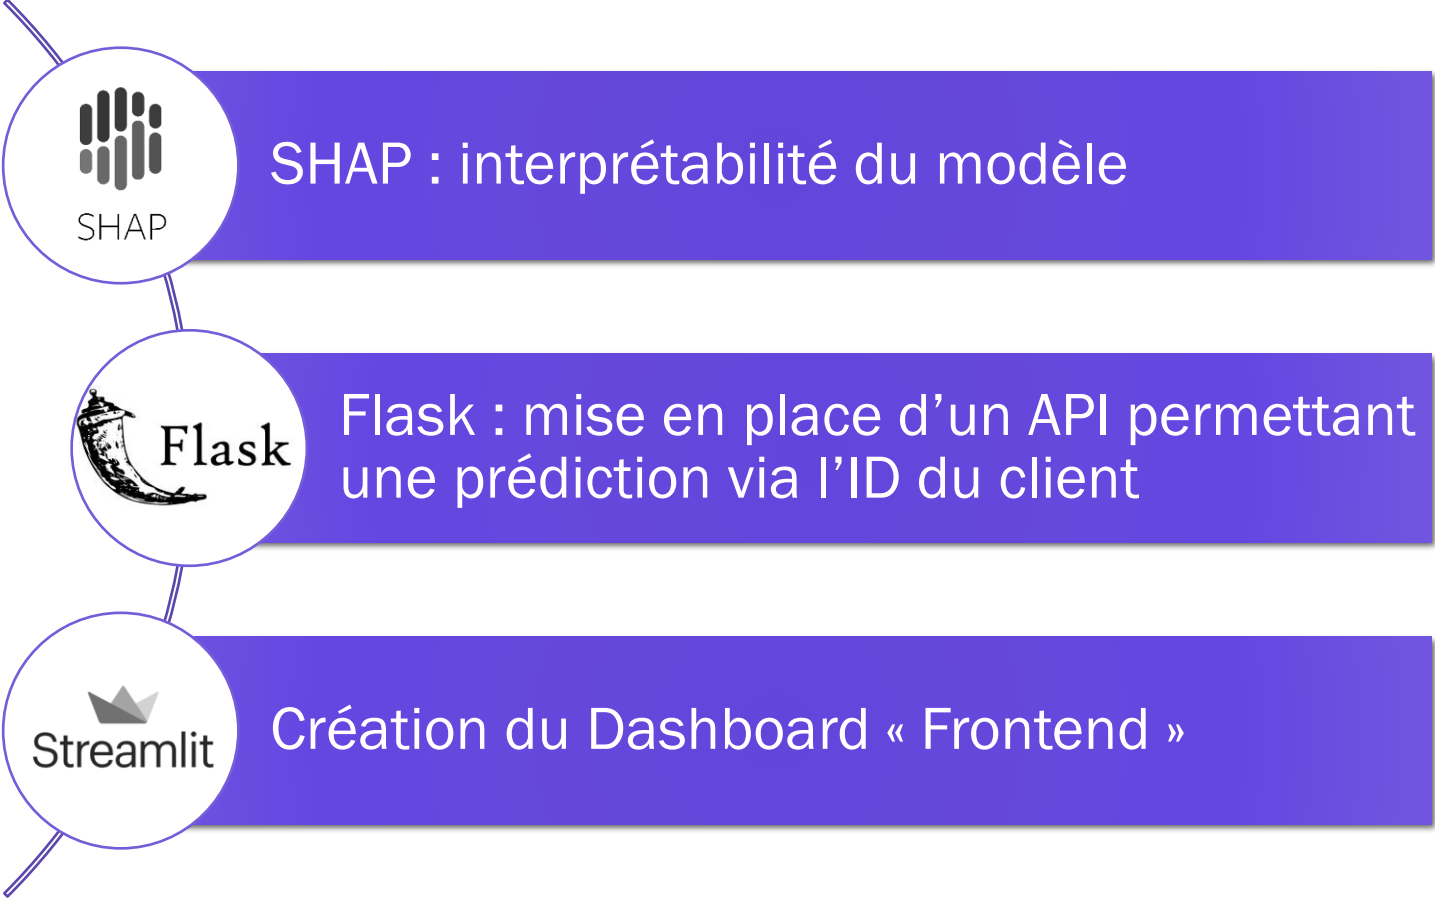 SHAP
SHAP : interprétabilité du modèle
Flask
Flask : mise en place d’un API permettant
une prédiction via l’ID du client
Streamlit
Création du Dashboard « Frontend »